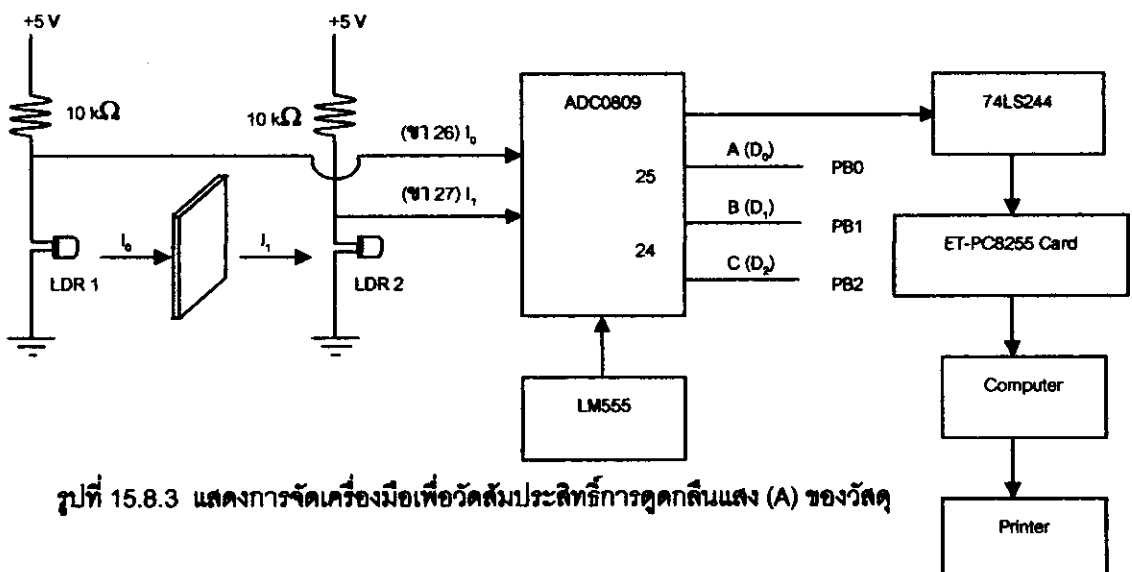 +5 V
+5 V
10 kΩ
10 kΩ
(ขา 26) I₀
(ขา 27) I₁
LDR 1
I₀
I₁
LDR 2
ADC0809
25
24
A (D₀)
PB0
B (D₁)
PB1
C (D₂)
PB2
LM555
74LS244
ET-PC8255 Card
Computer
Printer
รูปที่ 15.8.3 แสดงการจัดเครื่องมือเพื่อวัดสัมประสิทธิ์การดูดกลืนแสง (A) ของวัสดุ